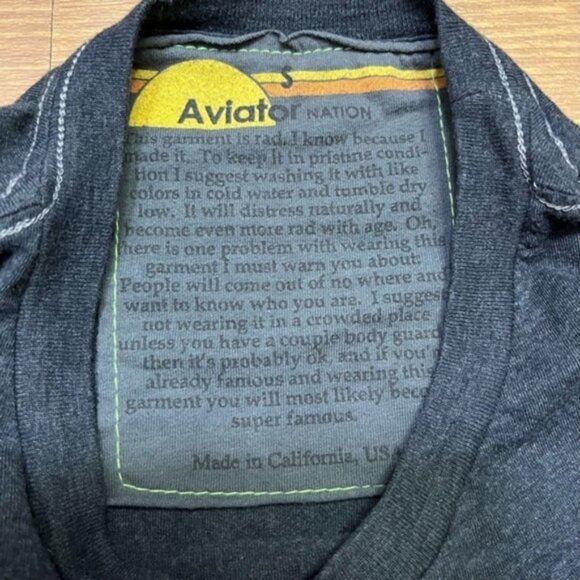 S
Aviator NATION
This garment is rad. I know because I
made it. To keep it in pristine condi-
tion I suggest washing it with like
colors in cold water and tumble dry
low. It will distress naturally and
become even more rad with age. Oh,
there is one problem with wearing this
garment I must warn you about:
People will come out of no where and
want to know who you are. I suggest
not wearing it in a crowded place
unless you have a couple body guard
then it's probably ok. and if you'
already famous and wearing this
garment you will most likely beco
super famous.
Made in California, US